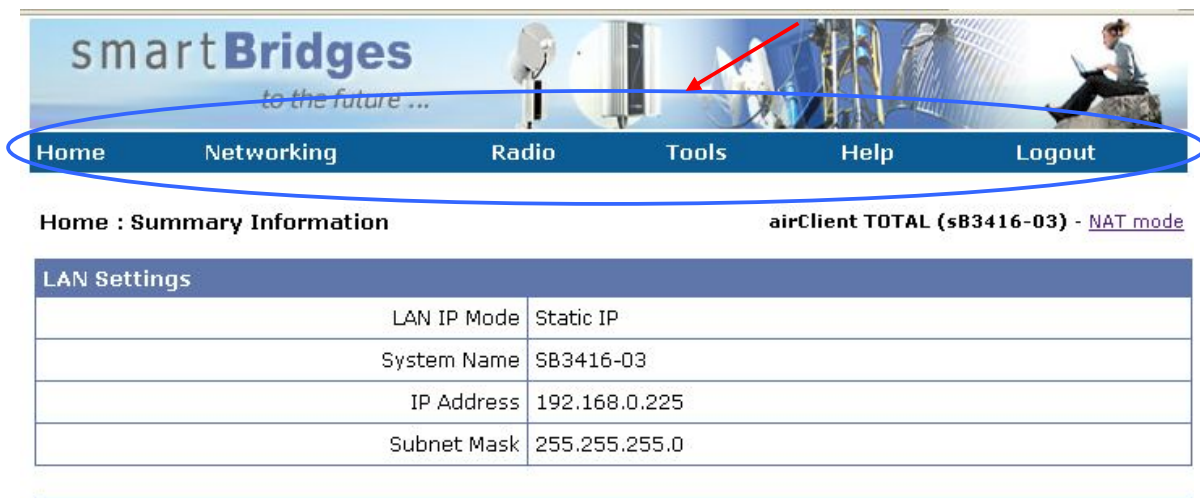 smartBridges
to the future ...
Home Networking Radio Tools Help Logout
Home : Summary Information airClient TOTAL (sB3416-03) - NAT mode
LAN Settings
LAN IP Mode Static IP
System Name SB3416-03
IP Address 192.168.0.225
Subnet Mask 255.255.255.0